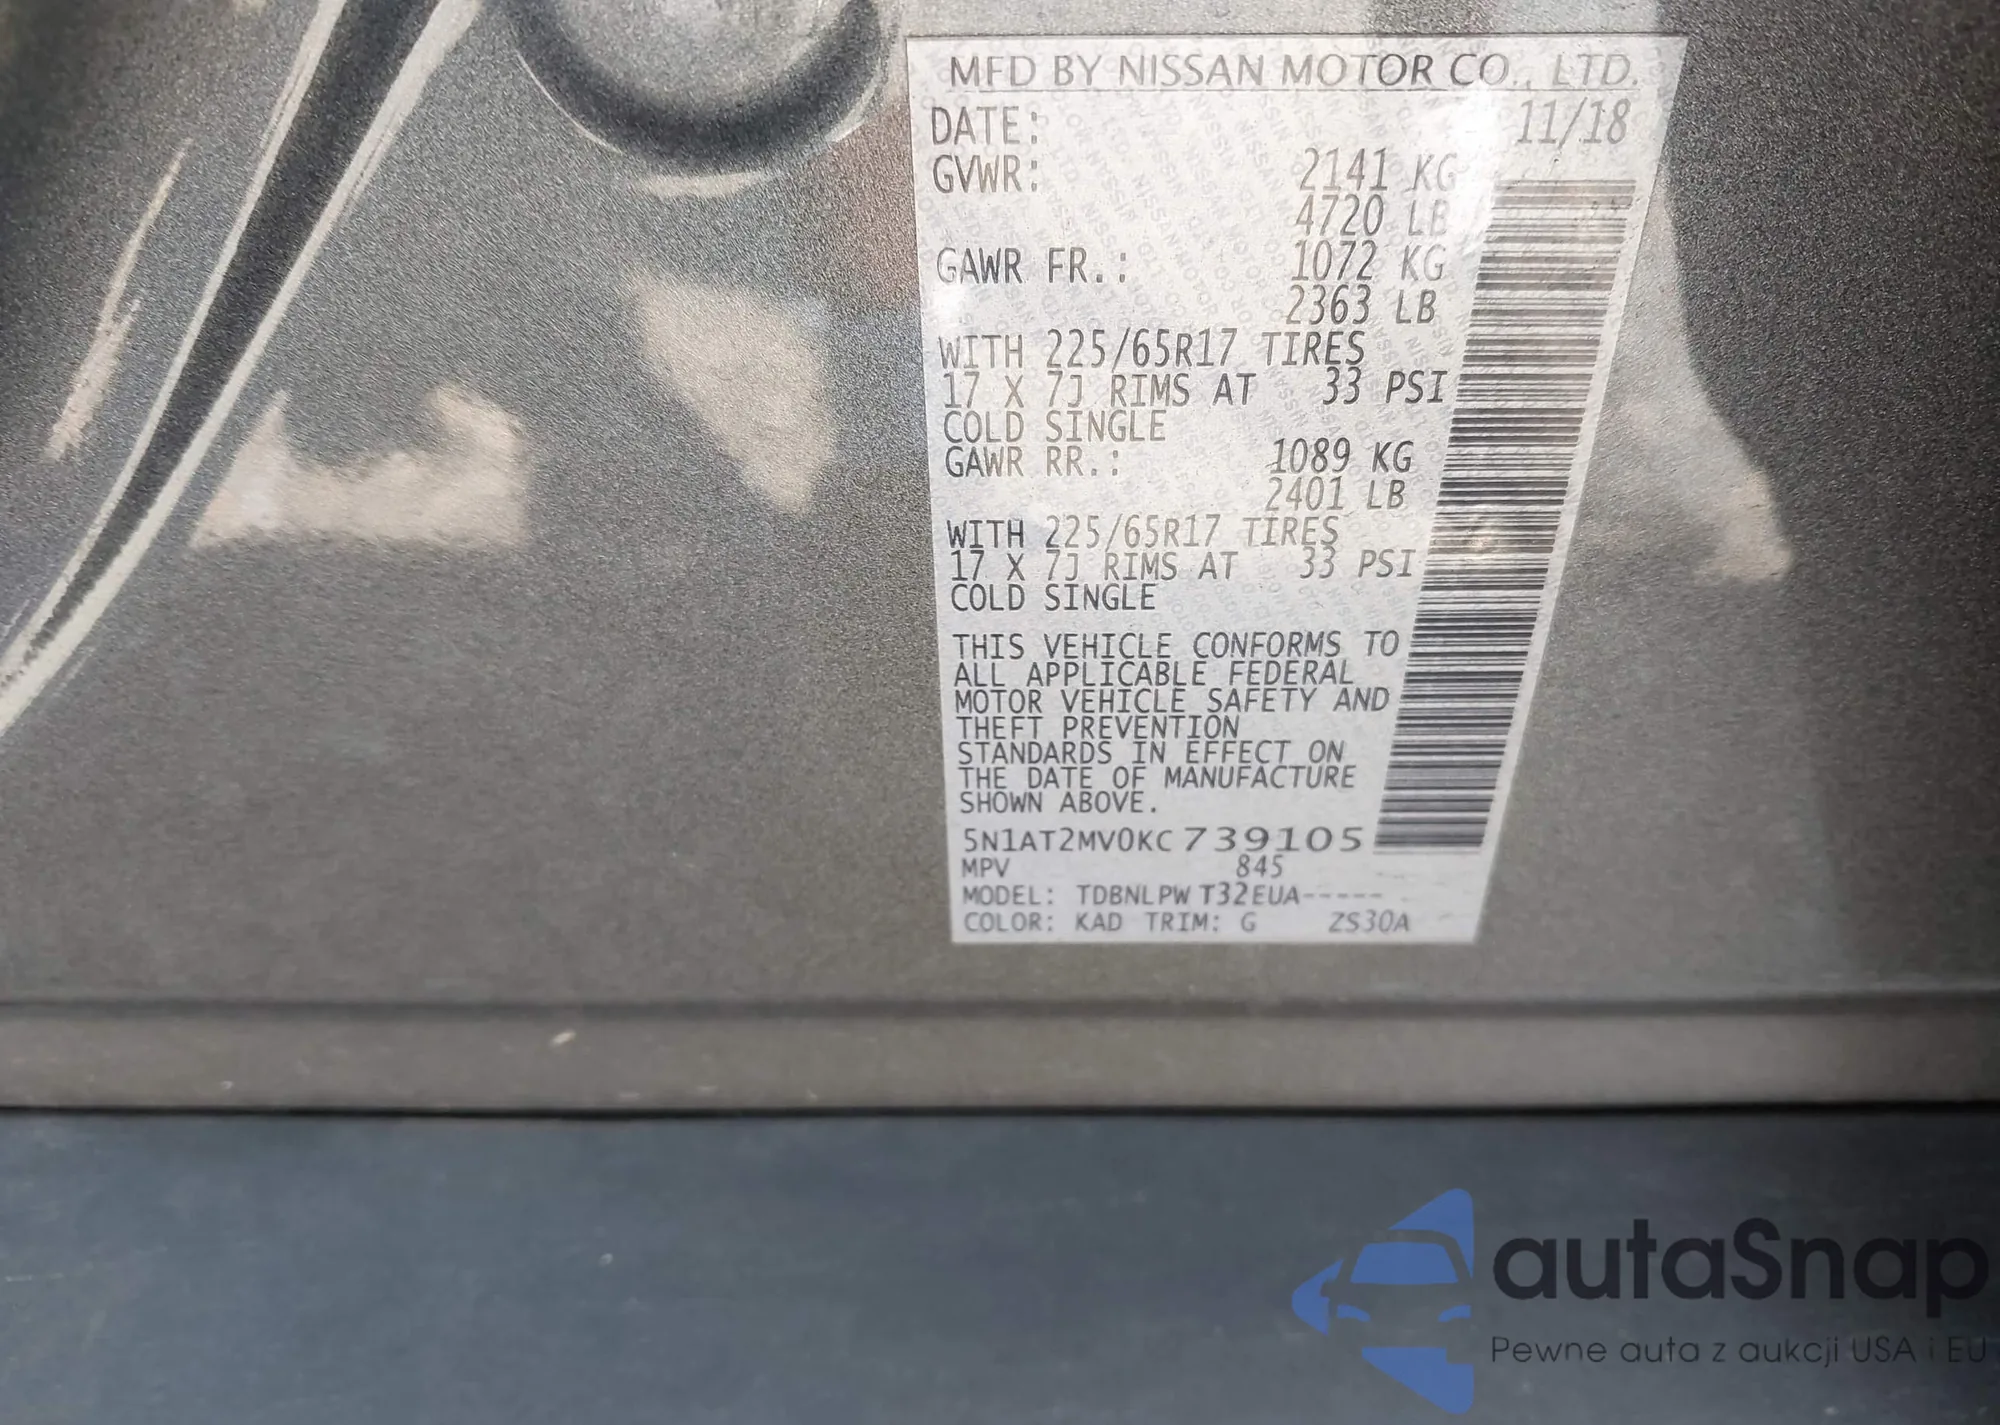 MFD BY NISSAN MOTOR CO., LTD.
DATE: 11/18
GVWR: 2141 KG
4720 LB
GAWR FR.: 1072 KG
2363 LB
WITH 225/65R17 TIRES
17 X 7J RIMS AT 33 PSI
COLD SINGLE
GAWR RR.: 1089 KG
2401 LB
WITH 225/65R17 TIRES
17 X 7J RIMS AT 33 PSI
COLD SINGLE
THIS VEHICLE CONFORMS TO
ALL APPLICABLE FEDERAL
MOTOR VEHICLE SAFETY AND
THEFT PREVENTION
STANDARDS IN EFFECT ON
THE DATE OF MANUFACTURE
SHOWN ABOVE.
5N1AT2MV0KC739105
MPV 845
MODEL: TDBNLPW T32EUA-----
COLOR: KAD TRIM: G ZS30A
autaSnap
Pewne auta z aukcji USA i EU